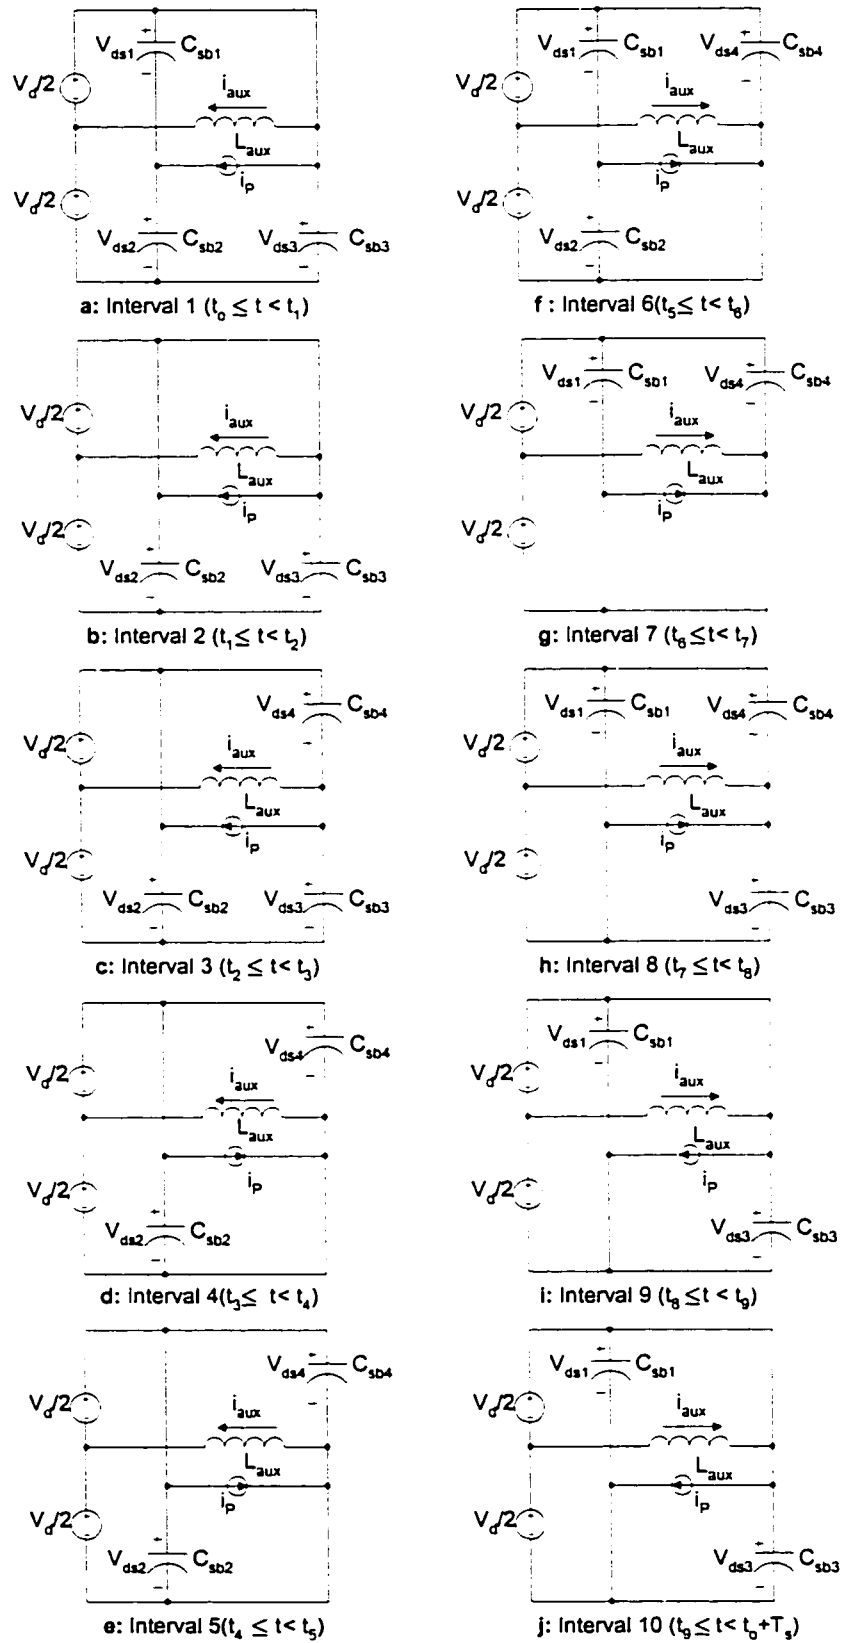 V_ds1 C_sb1
V_d/2
i_aux
L_aux
i_p
V_d/2
V_ds2 C_sb2 V_ds3 C_sb3
a: Interval 1 (t_o ≤ t < t_1)
V_d/2
i_aux
L_aux
i_p
V_d/2
V_ds2 C_sb2 V_ds3 C_sb3
b: Interval 2 (t_1 ≤ t < t_2)
V_ds4 C_sb4
V_d/2
i_aux
L_aux
i_p
V_d/2
V_ds2 C_sb2 V_ds3 C_sb3
c: Interval 3 (t_2 ≤ t < t_3)
V_ds4 C_sb4
V_d/2
i_aux
L_aux
i_p
V_d/2
V_ds2 C_sb2
d: Interval 4(t_3 ≤ t < t_4)
V_ds4 C_sb4
V_d/2
i_aux
L_aux
i_p
V_d/2
V_ds2 C_sb2
e: Interval 5(t_4 ≤ t < t_5)
V_ds1 C_sb1 V_ds4 C_sb4
V_d/2
i_aux
L_aux
i_p
V_d/2
V_ds2 C_sb2
f : Interval 6(t_5 ≤ t < t_6)
V_ds1 C_sb1 V_ds4 C_sb4
V_d/2
i_aux
L_aux
i_p
V_d/2
g: Interval 7 (t_6 ≤ t < t_7)
V_ds1 C_sb1 V_ds4 C_sb4
V_d/2
i_aux
L_aux
i_p
V_d/2
V_ds3 C_sb3
h: Interval 8 (t_7 ≤ t < t_8)
V_ds1 C_sb1
V_d/2
i_aux
L_aux
i_p
V_d/2
V_ds3 C_sb3
i: Interval 9 (t_8 ≤ t < t_9)
V_ds1 C_sb1
V_d/2
i_aux
L_aux
i_p
V_d/2
V_ds3 C_sb3
j: Interval 10 (t_9 ≤ t < t_o+T_s)